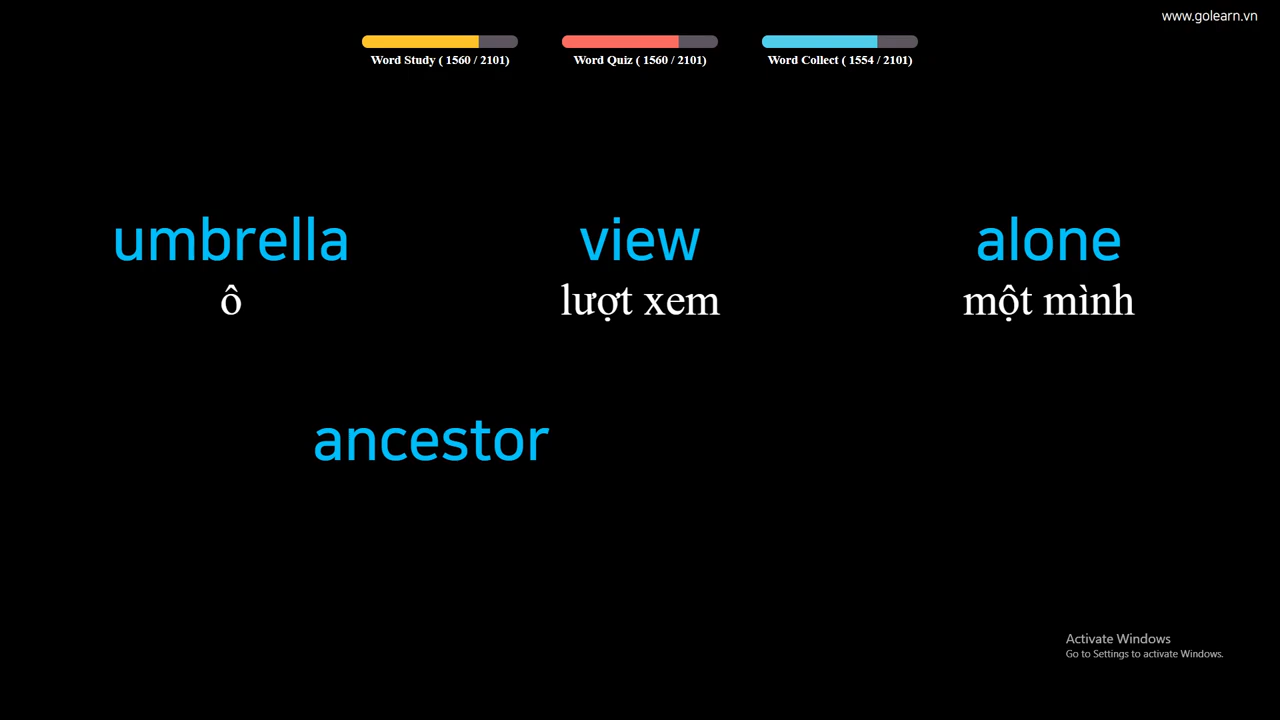 www.golearn.vn
Word Study ( 1560 / 2101)
Word Quiz ( 1560 / 2101)
Word Collect ( 1554 / 2101)
umbrella
ô
view
lượt xem
alone
một mình
ancestor
Activate Windows
Go to Settings to activate Windows.